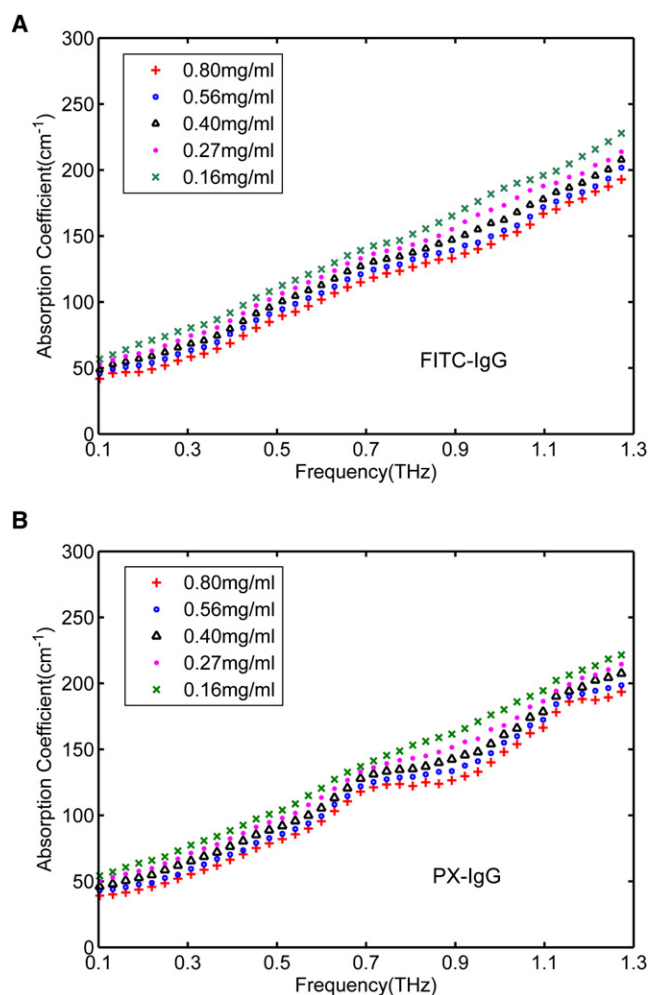 A
300
250
200
150
100
50
0
Absorption Coefficient(cm⁻¹)
0.80mg/ml
0.56mg/ml
0.40mg/ml
0.27mg/ml
0.16mg/ml
FITC-IgG
0.1 0.3 0.5 0.7 0.9 1.1 1.3
Frequency(THz)
B
300
250
200
150
100
50
0
Absorption Coefficient(cm⁻¹)
0.80mg/ml
0.56mg/ml
0.40mg/ml
0.27mg/ml
0.16mg/ml
PX-IgG
0.1 0.3 0.5 0.7 0.9 1.1 1.3
Frequency(THz)